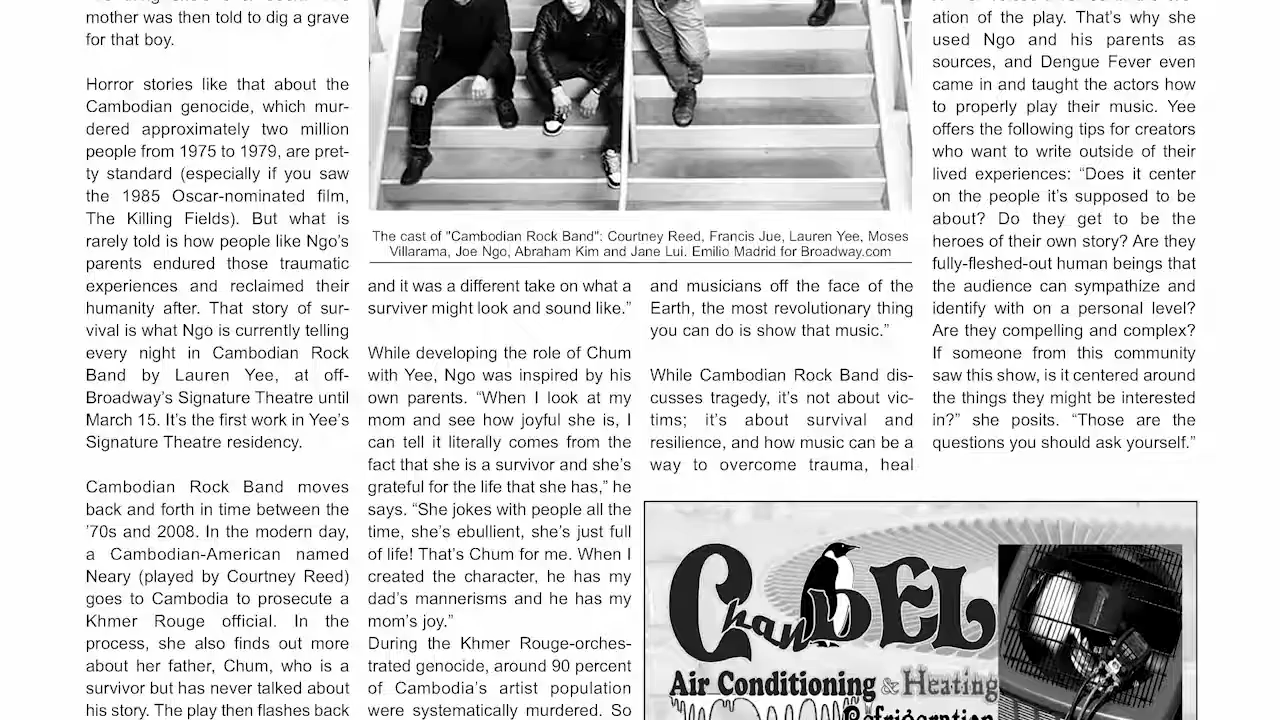 mother was then told to dig a grave
for that boy.
Horror stories like that about the
Cambodian genocide, which mur-
dered approximately two million
people from 1975 to 1979, are pret-
ty standard (especially if you saw
the 1985 Oscar-nominated film,
The Killing Fields). But what is
rarely told is how people like Ngo’s
parents endured those traumatic
experiences and reclaimed their
humanity after. That story of sur-
vival is what Ngo is currently telling
every night in Cambodian Rock
Band by Lauren Yee, at off-
Broadway’s Signature Theatre until
March 15. It’s the first work in Yee’s
Signature Theatre residency.
Cambodian Rock Band moves
back and forth in time between the
’70s and 2008. In the modern day,
a Cambodian-American named
Neary (played by Courtney Reed)
goes to Cambodia to prosecute a
Khmer Rouge official. In the
process, she also finds out more
about her father, Chum, who is a
survivor but has never talked about
his story. The play then flashes back
The cast of "Cambodian Rock Band": Courtney Reed, Francis Jue, Lauren Yee, Moses
Villarama, Joe Ngo, Abraham Kim and Jane Lui. Emilio Madrid for Broadway.com
and it was a different take on what a
surviver might look and sound like.”
While developing the role of Chum
with Yee, Ngo was inspired by his
own parents. “When I look at my
mom and see how joyful she is, I
can tell it literally comes from the
fact that she is a survivor and she’s
grateful for the life that she has,” he
says. “She jokes with people all the
time, she’s ebullient, she’s just full
of life! That’s Chum for me. When I
created the character, he has my
dad’s mannerisms and he has my
mom’s joy.”
During the Khmer Rouge-orches-
trated genocide, around 90 percent
of Cambodia’s artist population
were systematically murdered. So
and musicians off the face of the
Earth, the most revolutionary thing
you can do is show that music.”
While Cambodian Rock Band dis-
cusses tragedy, it’s not about vic-
tims; it’s about survival and
resilience, and how music can be a
way to overcome trauma, heal
ation of the play. That’s why she
used Ngo and his parents as
sources, and Dengue Fever even
came in and taught the actors how
to properly play their music. Yee
offers the following tips for creators
who want to write outside of their
lived experiences: “Does it center
on the people it’s supposed to be
about? Do they get to be the
heroes of their own story? Are they
fully-fleshed-out human beings that
the audience can sympathize and
identify with on a personal level?
Are they compelling and complex?
If someone from this community
saw this show, is it centered around
the things they might be interested
in?” she posits. “Those are the
questions you should ask yourself.”
ChanDEL
Air Conditioning & Heating
Refrigeration